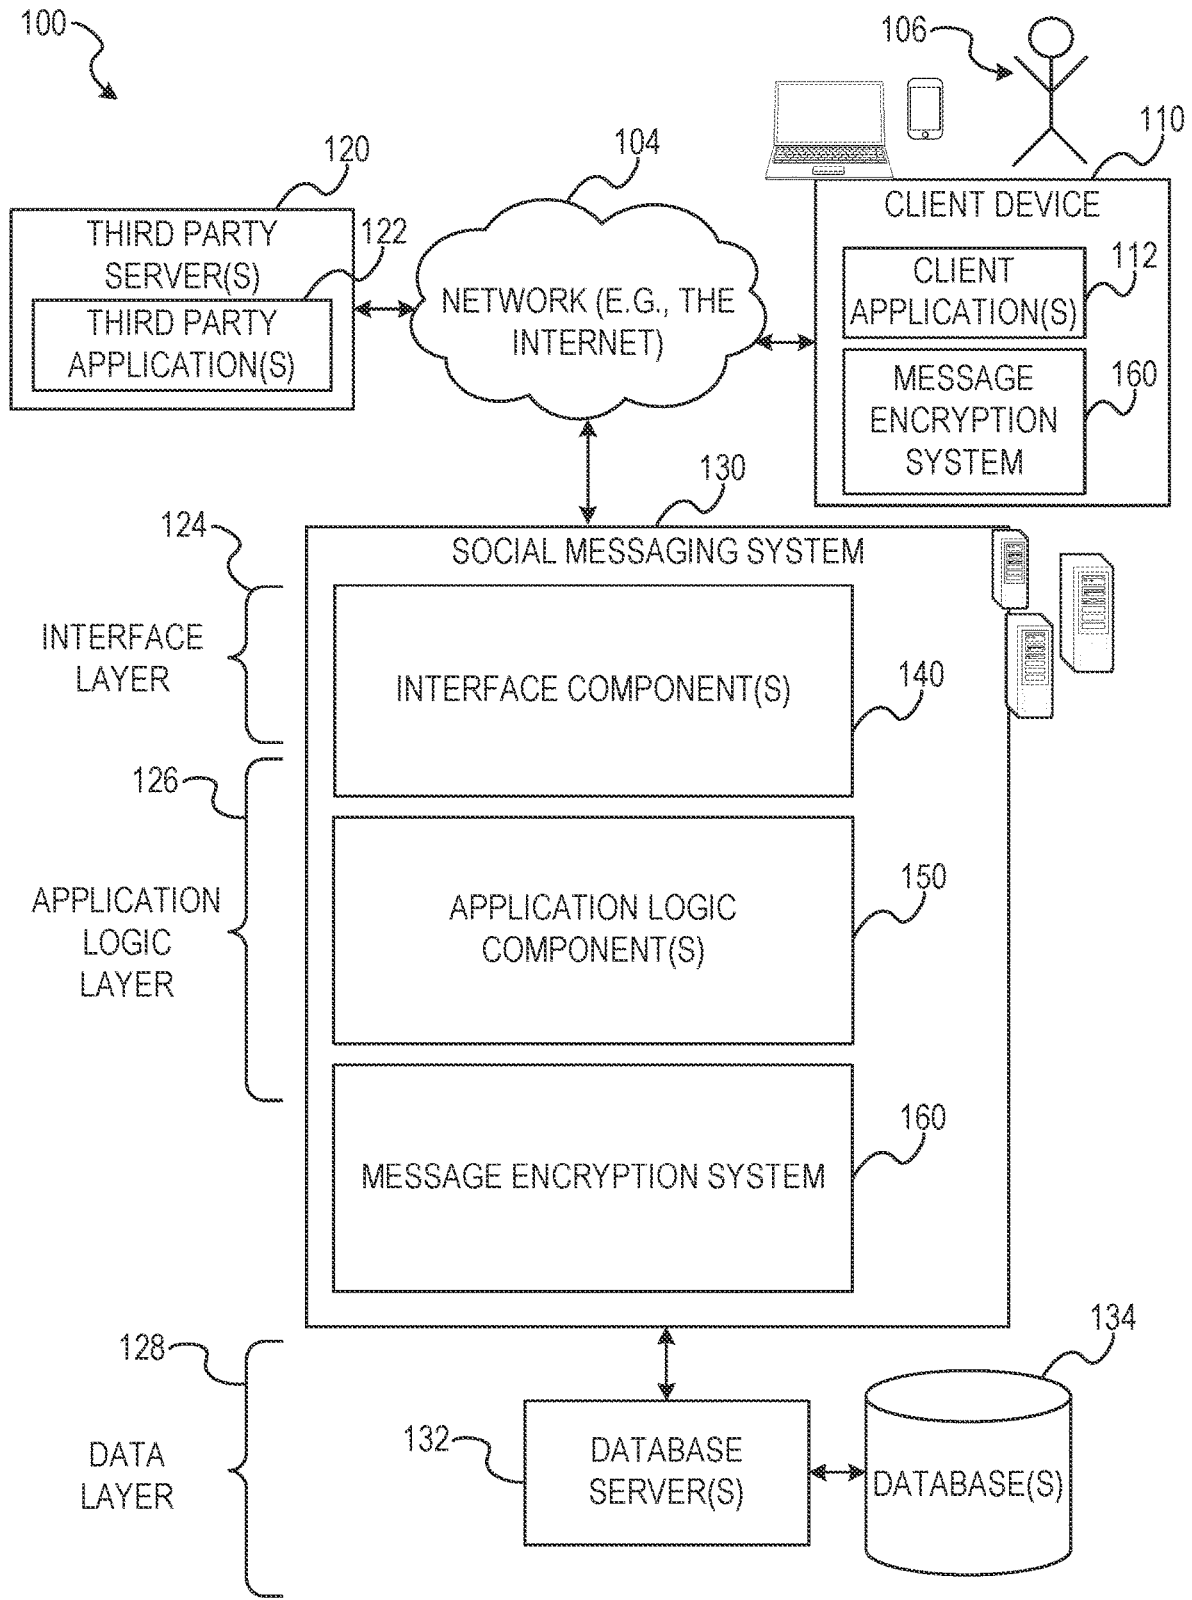 100
106
110
120
104
CLIENT DEVICE
THIRD PARTY
SERVER(S)
122
112
CLIENT
APPLICATION(S)
NETWORK (E.G., THE
INTERNET)
THIRD PARTY
APPLICATION(S)
160
MESSAGE
ENCRYPTION
SYSTEM
130
124
SOCIAL MESSAGING SYSTEM
INTERFACE
LAYER
INTERFACE COMPONENT(S)
140
126
150
APPLICATION
LOGIC
LAYER
APPLICATION LOGIC
COMPONENT(S)
160
MESSAGE ENCRYPTION SYSTEM
134
128
132
DATABASE
SERVER(S)
DATA
LAYER
DATABASE(S)